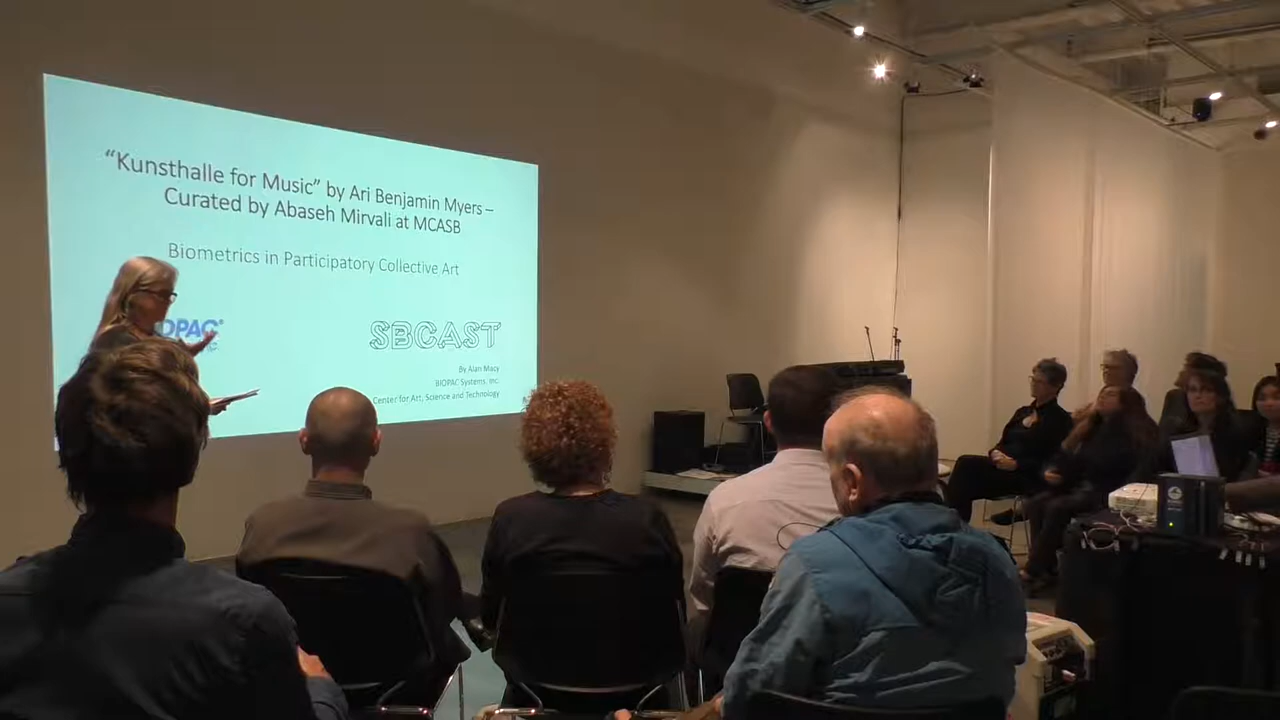 “Kunsthalle for Music” by Ari Benjamin Myers –
Curated by Abaseh Mirvali at MCASB
Biometrics in Participatory Collective Art
OPAC®
SBCAST
By Alan Macy
BIOPAC Systems, Inc.
Center for Art, Science and Technology